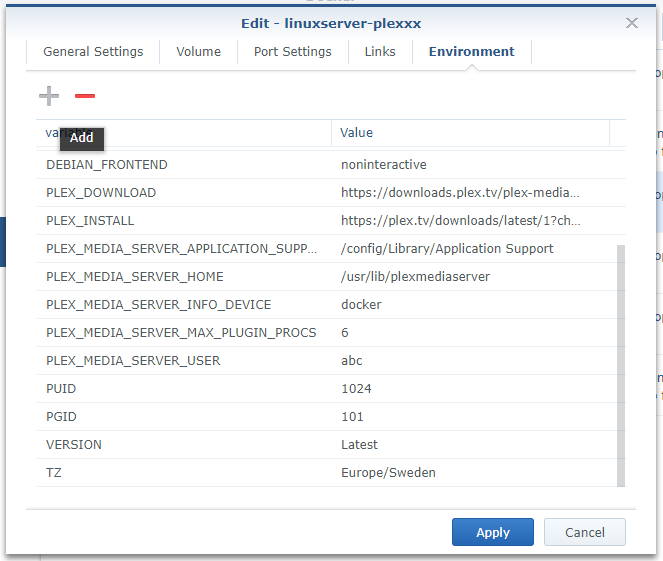 Edit - linuxserver-plexxx
General Settings Volume Port Settings Links Environment
Add
Value
DEBIAN_FRONTEND noninteractive
PLEX_DOWNLOAD https://downloads.plex.tv/plex-media...
PLEX_INSTALL https://plex.tv/downloads/latest/1?ch...
PLEX_MEDIA_SERVER_APPLICATION_SUPP... /config/Library/Application Support
PLEX_MEDIA_SERVER_HOME /usr/lib/plexmediaserver
PLEX_MEDIA_SERVER_INFO_DEVICE docker
PLEX_MEDIA_SERVER_MAX_PLUGIN_PROCS 6
PLEX_MEDIA_SERVER_USER abc
PUID 1024
PGID 101
VERSION Latest
TZ Europe/Sweden
Apply Cancel